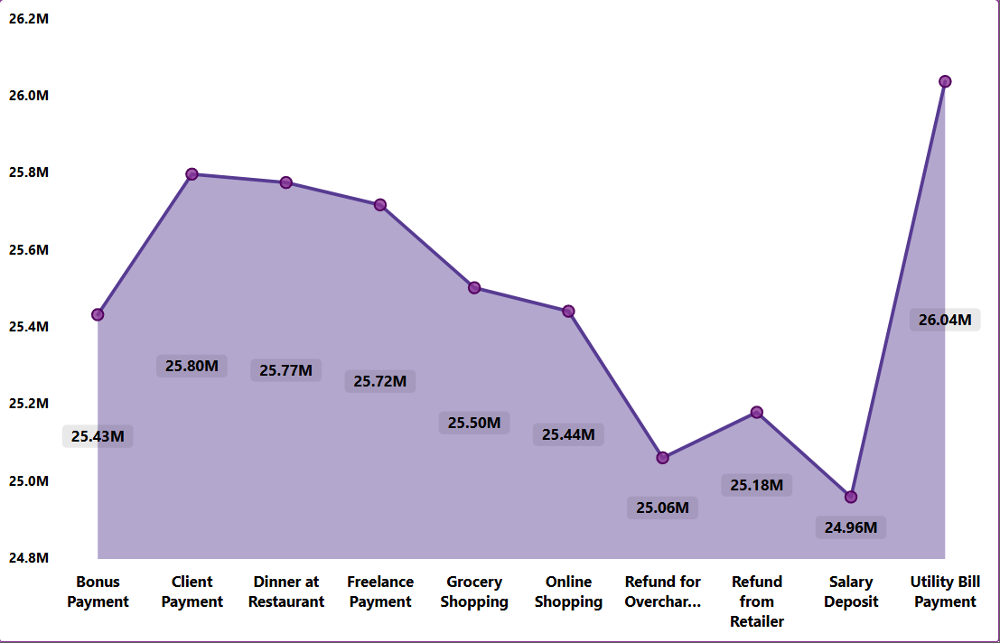 26.2M
26.0M
25.8M
25.6M
25.4M
25.2M
25.0M
24.8M
25.43M
25.80M
25.77M
25.72M
25.50M
25.44M
25.06M
25.18M
24.96M
26.04M
Bonus
Payment
Client
Payment
Dinner at
Restaurant
Freelance
Payment
Grocery
Shopping
Online
Shopping
Refund for
Overchar...
Refund
from
Retailer
Salary
Deposit
Utility Bill
Payment